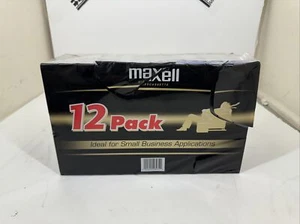 maxell
12 Pack
Ideal for Small Business Applications